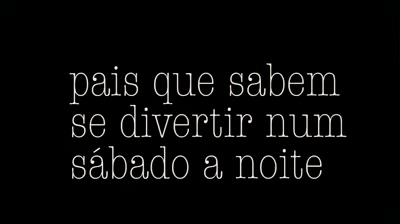 pais que sabem
se divertir num
sábado a noite